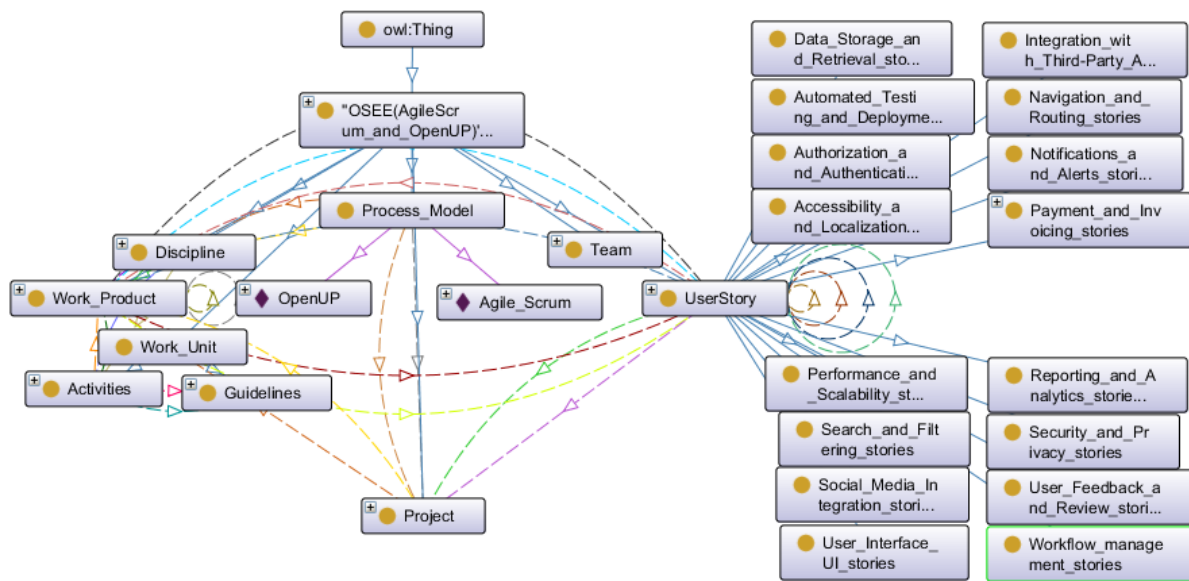 owl:Thing
"OSEE(AgileScr
um_and_OpenUP)'...
Process_Model
Discipline
Team
Work_Product
OpenUP
Agile_Scrum
UserStory
Work_Unit
Activities
Guidelines
Project
Data_Storage_an
d_Retrieval_sto...
Integration_wit
h_Third-Party_A...
Automated_Testi
ng_and_Deployme...
Navigation_and_
Routing_stories
Authorization_a
nd_Authenticati...
Notifications_a
nd_Alerts_stori...
Accessibility_a
nd_Localization...
Payment_and_Inv
oicing_stories
Performance_and
_Scalability_st...
Reporting_and_A
nalytics_storie...
Search_and_Filt
ering_stories
Security_and_Pr
ivacy_stories
Social_Media_In
tegration_stori...
User_Feedback_a
nd_Review_stori...
User_Interface_
UI_stories
Workflow_manage
ment_stories